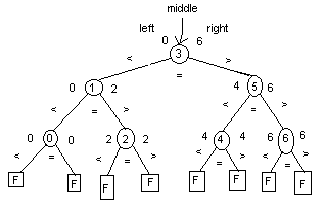 middle
left right
0 3 6
< = >
0 1 2 4 5 6
< = > < = >
0 0 0 2 2 2 4 4 4 6 6 6
< = > < = > < = > < = >
F F F F F F F F